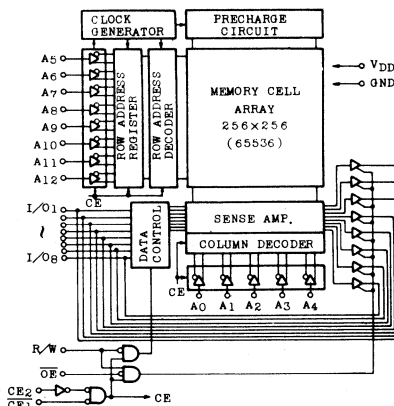 CLOCK GENERATOR
PRECHARGE CIRCUIT
A5
A6
A7
A8
A9
A10
A11
A12
ROW ADDRESS REGISTER
ROW ADDRESS DECODER
MEMORY CELL
ARRAY
256×256
(65536)
VDD
GND
CE
I/O1
~
I/O8
DATA CONTROL
SENSE AMP.
COLUMN DECODER
CE
A0 A1 A2 A3 A4
R/W
OE
CE2
CE1
CE